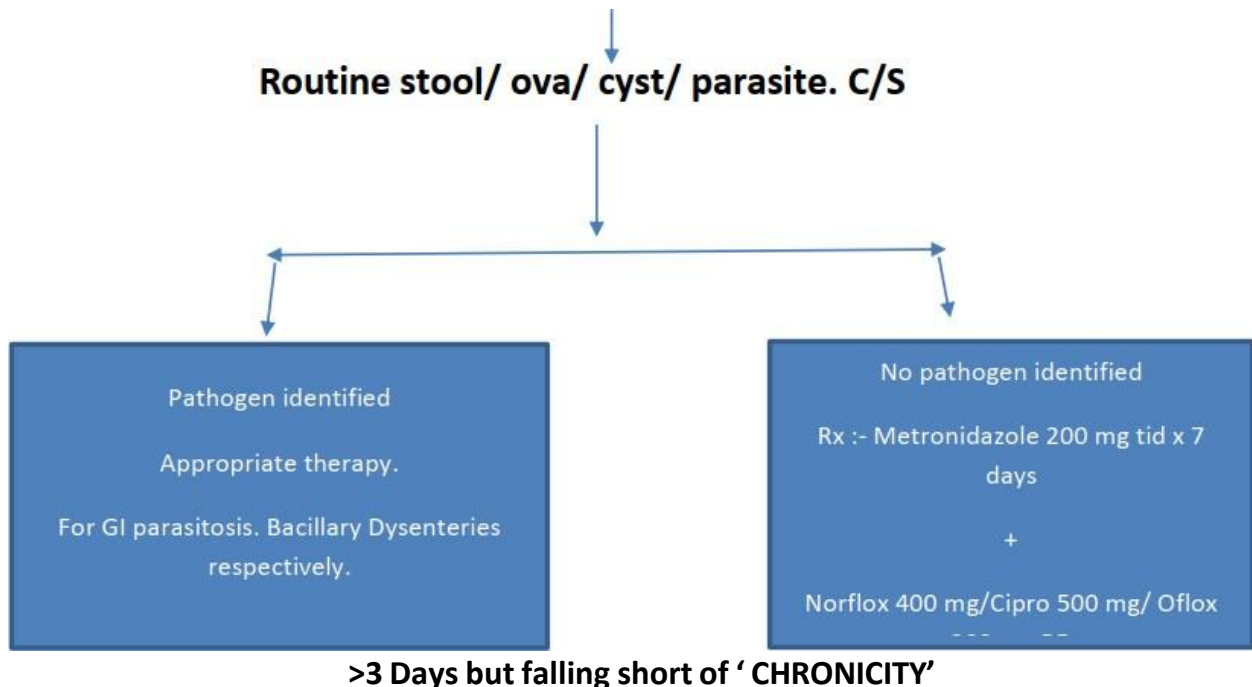 Routine stool/ ova/ cyst/ parasite. C/S
Pathogen identified
Appropriate therapy.
For GI parasitosis. Bacillary Dysenteries
respectively.
No pathogen identified
Rx :- Metronidazole 200 mg tid x 7
days
+
Norflox 400 mg/Cipro 500 mg/ Oflox
>3 Days but falling short of ‘ CHRONICITY’